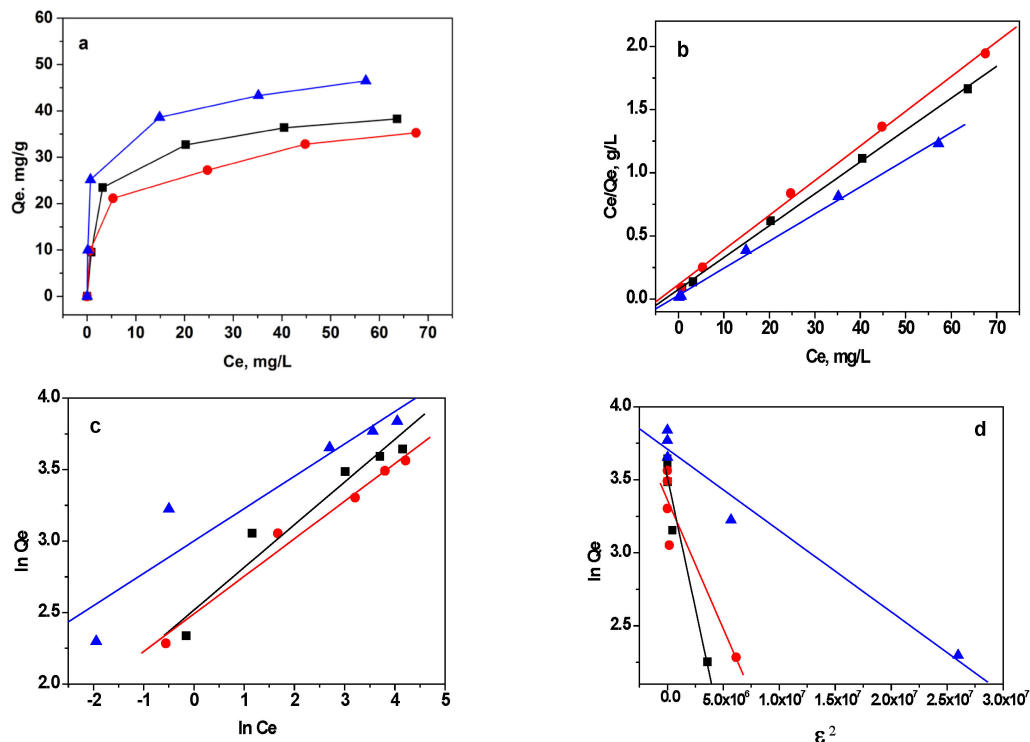 a
60
50
40
30
20
10
0
Qe. mg/g
0 10 20 30 40 50 60 70
Ce, mg/L
b
2.0
1.5
1.0
0.5
0.0
Ce/Qe, g/L
0 10 20 30 40 50 60 70
Ce, mg/L
c
4.0
3.5
3.0
2.5
2.0
ln Qe
-2 -1 0 1 2 3 4 5
ln Ce
d
4.0
3.5
3.0
2.5
ln Qe
0.0 5.0x10⁶ 1.0x10⁷ 1.5x10⁷ 2.0x10⁷ 2.5x10⁷ 3.0x10⁷
ε²